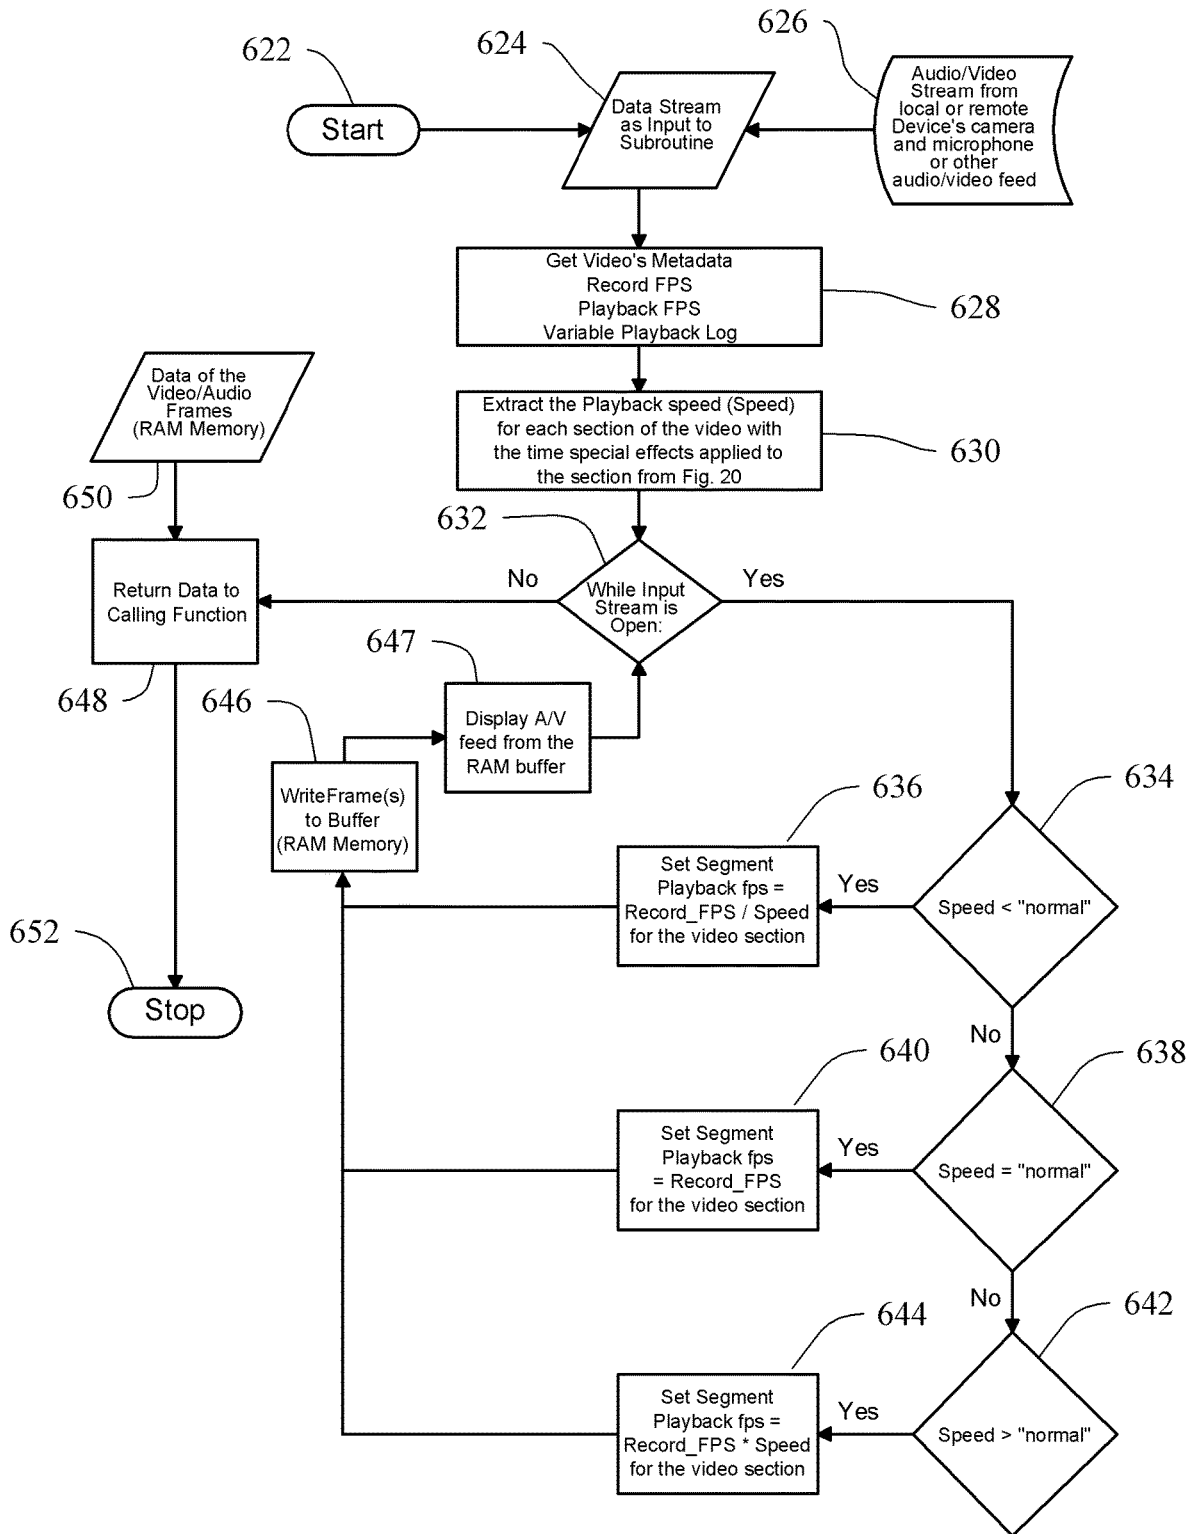 622
624
626
Start
Data Stream
as Input to
Subroutine
Audio/Video
Stream from
local or remote
Device's camera
and microphone
or other
audio/video feed
Get Video's Metadata
Record FPS
Playback FPS
Variable Playback Log
628
Data of the
Video/Audio
Frames
(RAM Memory)
650
Extract the Playback speed (Speed)
for each section of the video with
the time special effects applied to
the section from Fig. 20
630
632
No
Yes
While Input
Stream is
Open:
Return Data to
Calling Function
648
646
647
Display A/V
feed from the
RAM buffer
WriteFrame(s)
to Buffer
(RAM Memory)
636
634
Set Segment
Playback fps =
Record_FPS / Speed
for the video section
Yes
Speed < "normal"
652
Stop
No
640
638
Set Segment
Playback fps
= Record_FPS
for the video section
Yes
Speed = "normal"
No
644
642
Set Segment
Playback fps =
Record_FPS * Speed
for the video section
Yes
Speed > "normal"